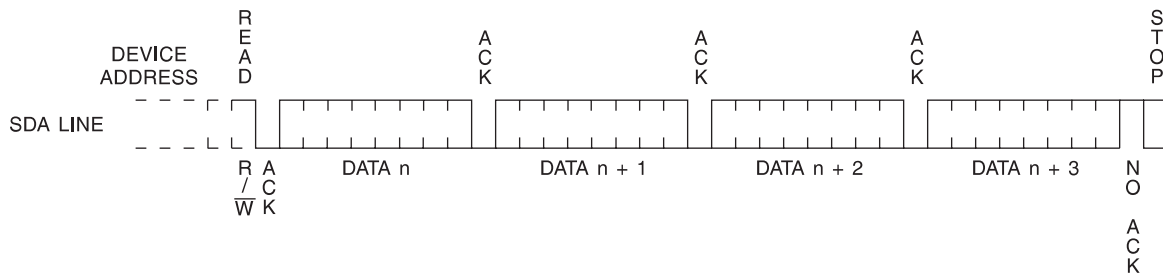 READ
ACK
ACK
ACK
STOP
DEVICE
ADDRESS
SDA LINE
R/W
ACK
DATA n
DATA n + 1
DATA n + 2
DATA n + 3
NO ACK